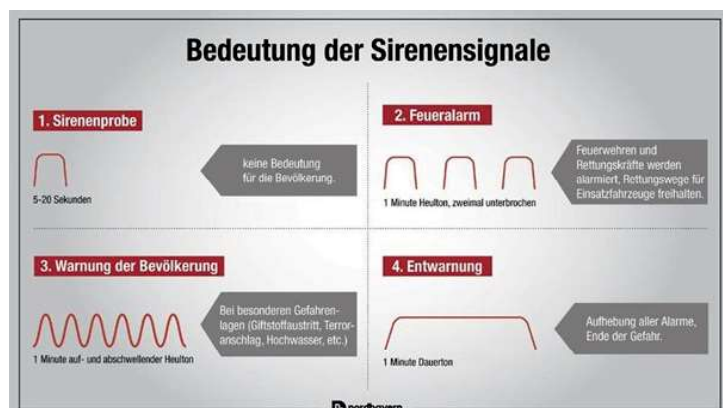 Bedeutung der Sirenensignale
1. Sirenenprobe
keine Bedeutung
für die Bevölkerung.
5-20 Sekunden
2. Feueralarm
Feuerwehren und
Rettungskräfte werden
alarmiert, Rettungswege für
Einsatzfahrzeuge freihalten.
1 Minute Heulton, zweimal unterbrochen
3. Warnung der Bevölkerung
Bei besonderen Gefahren-
lagen (Giftstoffaustritt, Terror-
anschlag, Hochwasser, etc.)
1 Minute auf- und abschwellender Heulton
4. Entwarnung
Aufhebung aller Alarme,
Ende der Gefahr.
1 Minute Dauerton
nordbayern